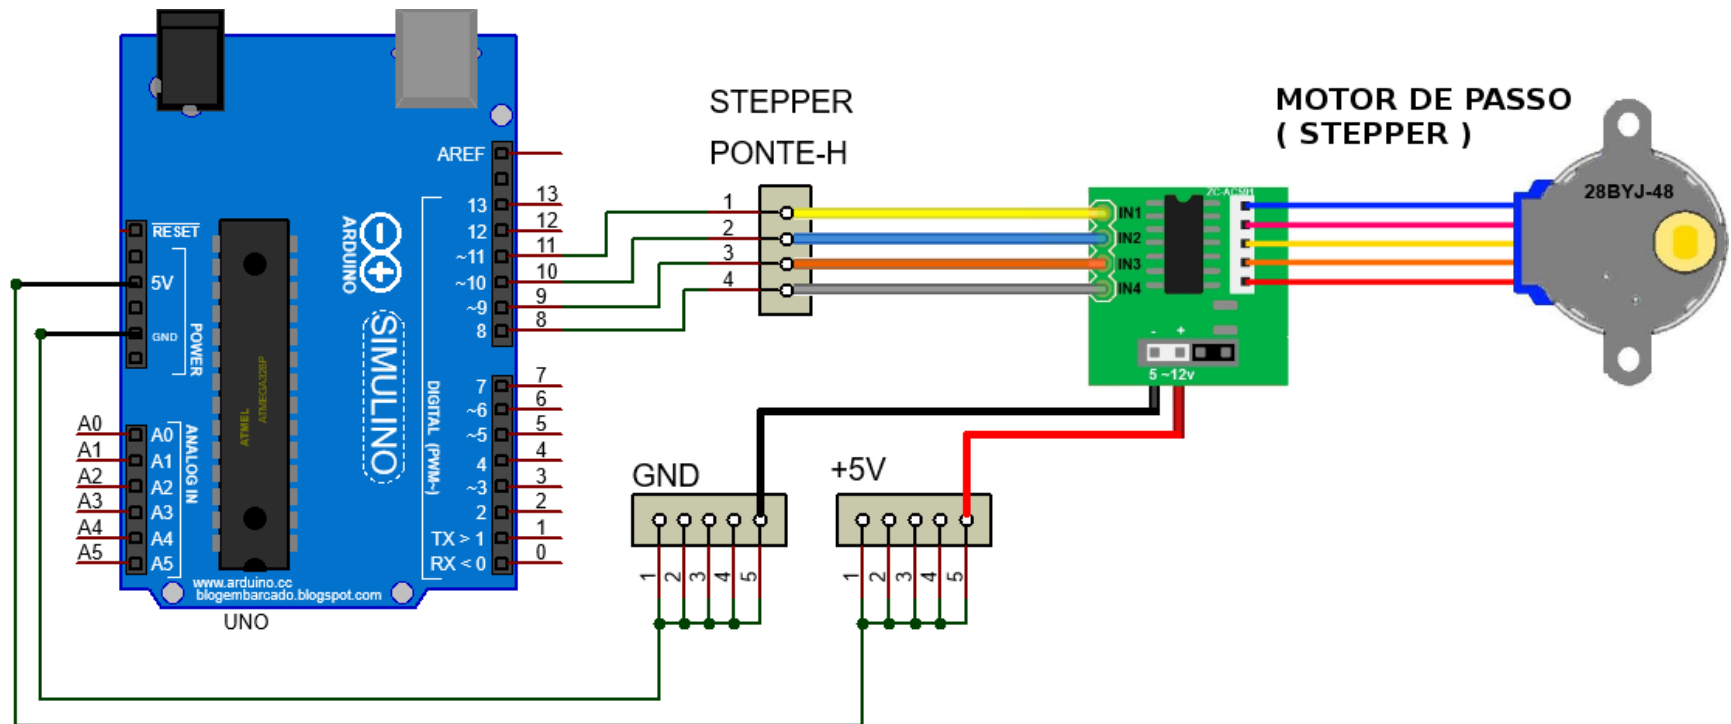 STEPPER
PONTE-H
MOTOR DE PASSO
( STEPPER )
28BYJ-48
ZC-AC591
AREF
13
13
12
12
~11
11
~10
10
~9
9
8
8
RESET
5V
GND
POWER
ARDUINO
SIMULINO
ATMEL
ATMEGA328P
DIGITAL (PWM~)
7
7
~6
6
~5
5
4
4
~3
3
2
2
TX > 1
1
RX < 0
0
A0
A0
A1
A1
A2
A2
A3
A3
A4
A4
A5
A5
ANALOG IN
www.arduino.cc
blogembarcado.blogspot.com
UNO
1
2
3
4
IN1
IN2
IN3
IN4
- +
5 ~12v
GND
1
2
3
4
5
+5V
1
2
3
4
5